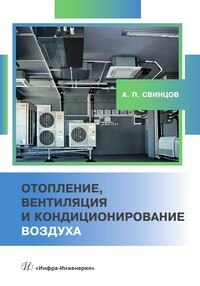 А. П. СВИНЦОВ
ОТОПЛЕНИЕ,
ВЕНТИЛЯЦИЯ
И КОНДИЦИОНИРОВАНИЕ
ВОЗДУХА
«Инфра-Инженерия»